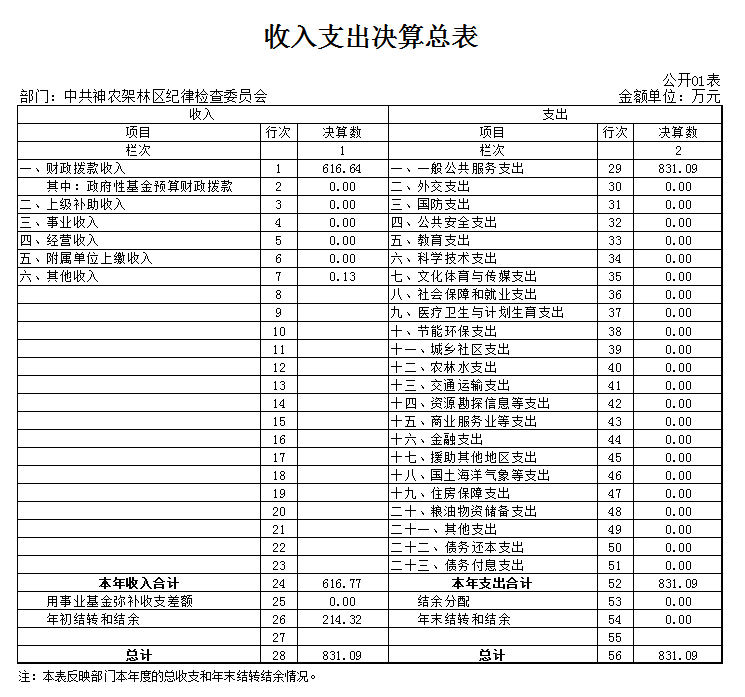 收入支出决算总表
公开01表
部门：中共神农架林区纪律检查委员会 金额单位：万元
收入 支出
项目 行次 决算数 项目 行次 决算数
栏次 1 栏次 2
一、财政拨款收入 1 616.64 一、一般公共服务支出 29 831.09
其中：政府性基金预算财政拨款 2 0.00 二、外交支出 30 0.00
二、上级补助收入 3 0.00 三、国防支出 31 0.00
三、事业收入 4 0.00 四、公共安全支出 32 0.00
四、经营收入 5 0.00 五、教育支出 33 0.00
五、附属单位上缴收入 6 0.00 六、科学技术支出 34 0.00
六、其他收入 7 0.13 七、文化体育与传媒支出 35 0.00
8 八、社会保障和就业支出 36 0.00
9 九、医疗卫生与计划生育支出 37 0.00
10 十、节能环保支出 38 0.00
11 十一、城乡社区支出 39 0.00
12 十二、农林水支出 40 0.00
13 十三、交通运输支出 41 0.00
14 十四、资源勘探信息等支出 42 0.00
15 十五、商业服务业等支出 43 0.00
16 十六、金融支出 44 0.00
17 十七、援助其他地区支出 45 0.00
18 十八、国土海洋气象等支出 46 0.00
19 十九、住房保障支出 47 0.00
20 二十、粮油物资储备支出 48 0.00
21 二十一、其他支出 49 0.00
22 二十二、债务还本支出 50 0.00
23 二十三、债务付息支出 51 0.00
本年收入合计 24 616.77 本年支出合计 52 831.09
用事业基金弥补收支差额 25 0.00 结余分配 53 0.00
年初结转和结余 26 214.32 年末结转和结余 54 0.00
27 55
总计 28 831.09 总计 56 831.09
注：本表反映部门本年度的总收支和年末结转结余情况。